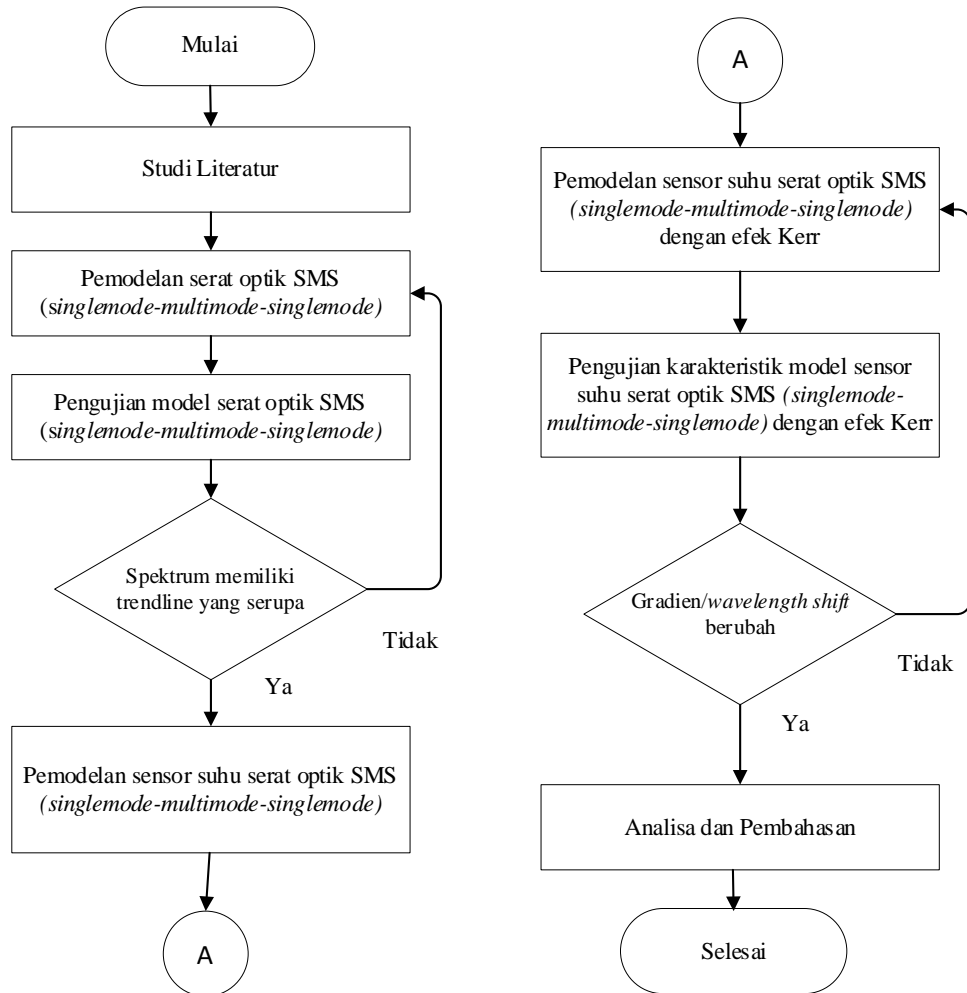 Mulai
Studi Literatur
Pemodelan serat optik SMS
(singlemode-multimode-singlemode)
Pengujian model serat optik SMS
(singlemode-multimode-singlemode)
Spektrum memiliki
trendline yang serupa
Tidak
Ya
Pemodelan sensor suhu serat optik SMS
(singlemode-multimode-singlemode)
A
A
Pemodelan sensor suhu serat optik SMS
(singlemode-multimode-singlemode)
dengan efek Kerr
Pengujian karakteristik model sensor
suhu serat optik SMS (singlemode-
multimode-singlemode) dengan efek Kerr
Gradien/wavelength shift
berubah
Tidak
Ya
Analisa dan Pembahasan
Selesai